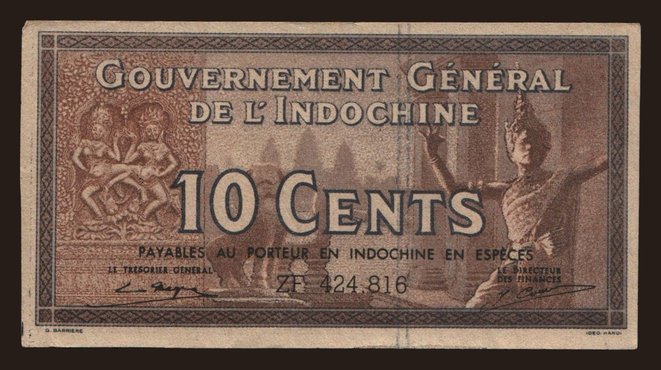 GOUVERNEMENT GÉNÉRAL
DE L'INDOCHINE
10 CENTS
PAYABLES AU PORTEUR EN INDOCHINE EN ESPÈCES
LE TRÉSORIER GÉNÉRAL
LE DIRECTEUR
DES FINANCES
ZF 424.816
G. BARRIÈRE
IDEO-HANOI